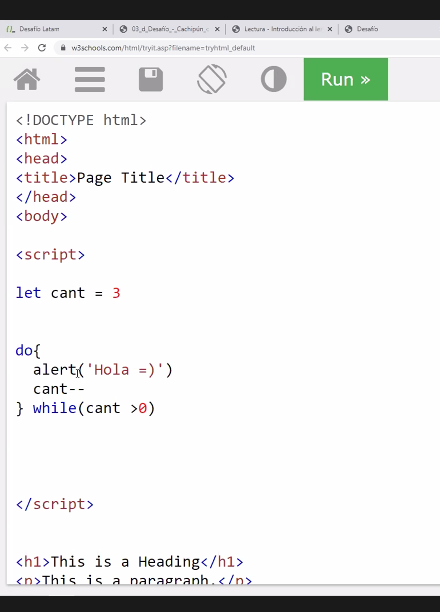 Desafío Latam
03_d_Desafío_-_Cachipún_
Lectura - Introducción al le
Desafío
w3schools.com/html/tryit.asp?filename=tryhtml_default
Run »
<!DOCTYPE html>
<html>
<head>
<title>Page Title</title>
</head>
<body>
<script>
let cant = 3
do{
alert('Hola =)')
cant--
} while(cant >0)
</script>
<h1>This is a Heading</h1>
<p>This is a paragraph.</p>